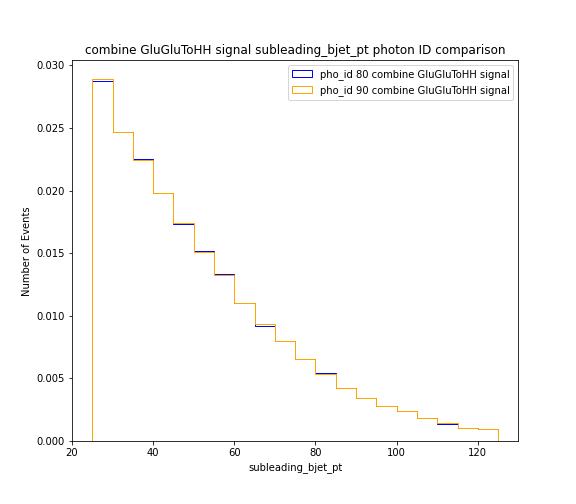 combine GluGluToHH signal subleading_bjet_pt photon ID comparison
pho_id 80 combine GluGluToHH signal
pho_id 90 combine GluGluToHH signal
0.030
0.025
0.020
0.015
0.010
0.005
0.000
Number of Events
20 40 60 80 100 120
subleading_bjet_pt